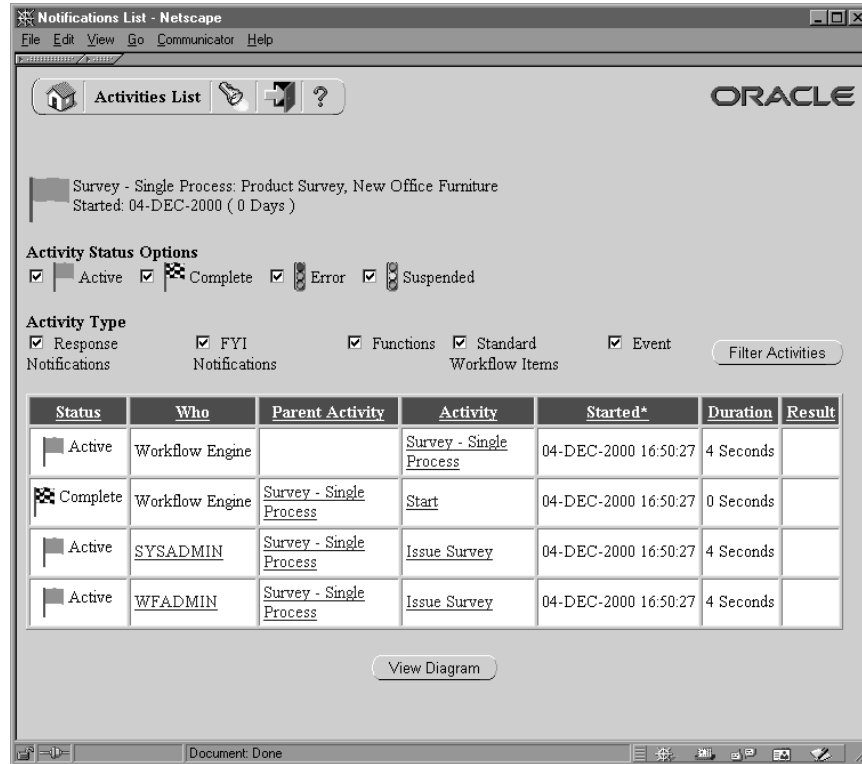 Notifications List - Netscape
File Edit View Go Communicator Help
Activities List ?
ORACLE
Survey - Single Process: Product Survey, New Office Furniture
Started: 04-DEC-2000 ( 0 Days )
Activity Status Options
Active Complete Error Suspended
Activity Type
Response Notifications FYI Notifications Functions Standard Workflow Items Event Filter Activities
Status Who Parent Activity Activity Started* Duration Result
Active Workflow Engine Survey - Single Process 04-DEC-2000 16:50:27 4 Seconds
Complete Workflow Engine Survey - Single Process Start 04-DEC-2000 16:50:27 0 Seconds
Active SYSADMIN Survey - Single Process Issue Survey 04-DEC-2000 16:50:27 4 Seconds
Active WFADMIN Survey - Single Process Issue Survey 04-DEC-2000 16:50:27 4 Seconds
View Diagram
Document: Done